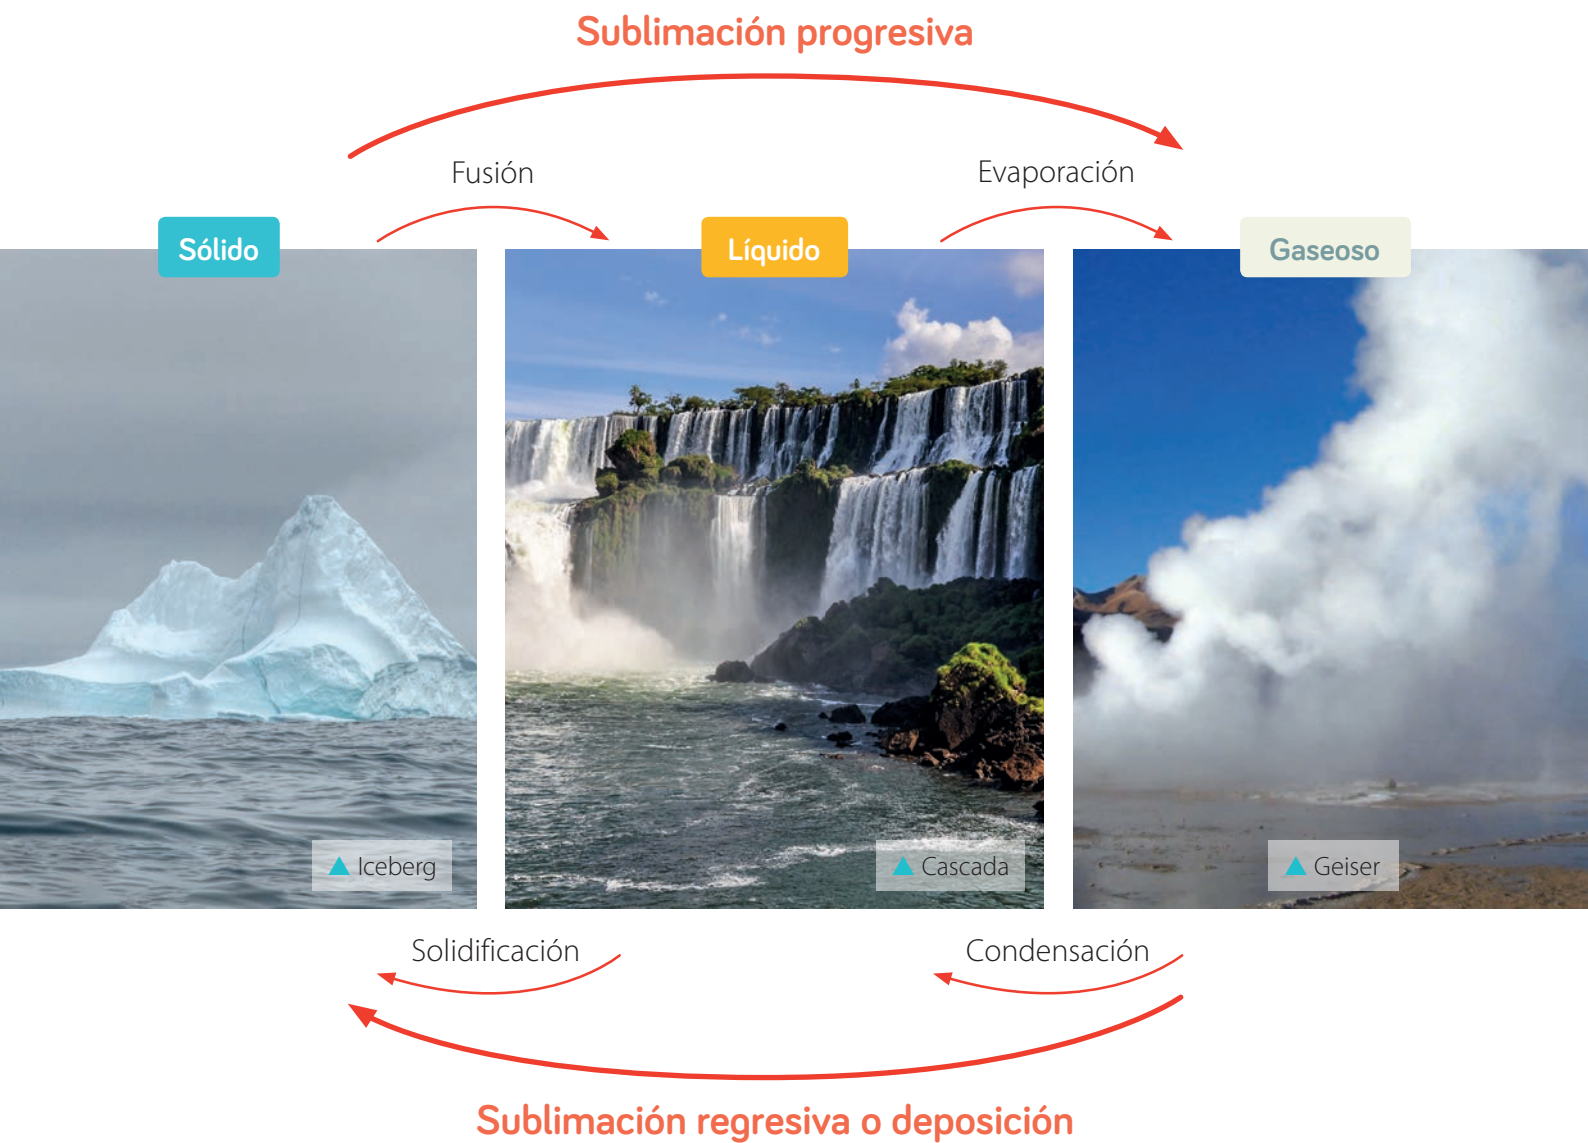 Sublimación progresiva
Fusión
Evaporación
Sólido
Líquido
Gaseoso
Iceberg
Cascada
Geiser
Solidificación
Condensación
Sublimación regresiva o deposición